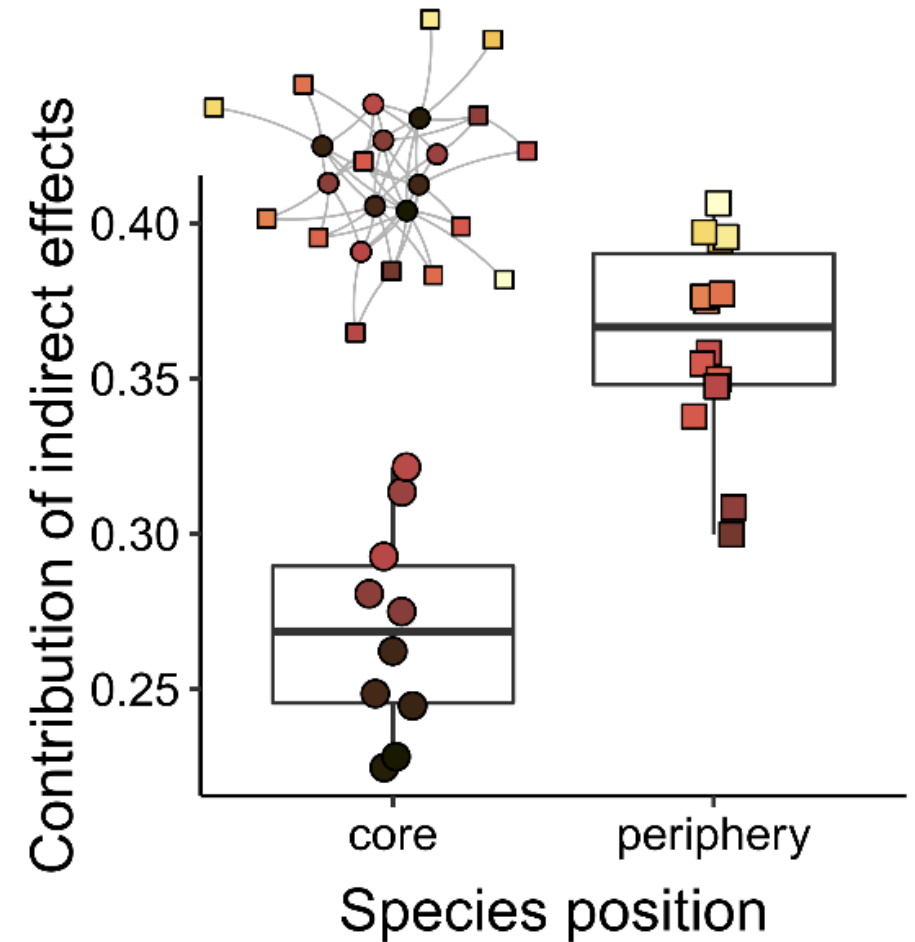 Contribution of indirect effects
0.40
0.35
0.30
0.25
core periphery
Species position